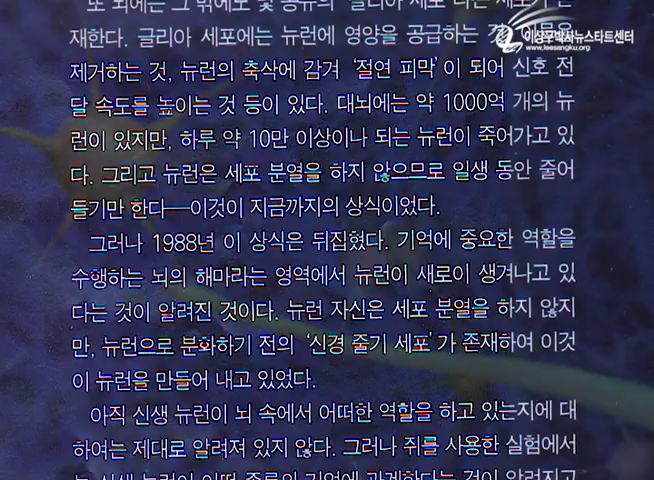 또 뇌에는 그 밖에도 몇 종류의 '글리아 세포'라는 세포가 존
재한다. 글리아 세포에는 뉴런에 영양을 공급하는 것,
이상구박사뉴스타트센터
www.leesangku.org
제거하는 것, 뉴런의 축삭에 감겨 '절연 피막'이 되어 신호 전
달 속도를 높이는 것 등이 있다. 대뇌에는 약 1000억 개의 뉴
런이 있지만, 하루 약 10만 이상이나 되는 뉴런이 죽어가고 있
다. 그리고 뉴런은 세포 분열을 하지 않으므로 일생 동안 줄어
들기만 한다—이것이 지금까지의 상식이었다.
그러나 1988년 이 상식은 뒤집혔다. 기억에 중요한 역할을
수행하는 뇌의 해마라는 영역에서 뉴런이 새로이 생겨나고 있
다는 것이 알려진 것이다. 뉴런 자신은 세포 분열을 하지 않지
만, 뉴런으로 분화하기 전의 '신경 줄기 세포'가 존재하여 이것
이 뉴런을 만들어 내고 있었다.
아직 신생 뉴런이 뇌 속에서 어떠한 역할을 하고 있는지에 대
하여는 제대로 알려져 있지 않다. 그러나 쥐를 사용한 실험에서
는 신생 뉴런이 어떤 종류의 기억에 관계한다는 것이 알려지고